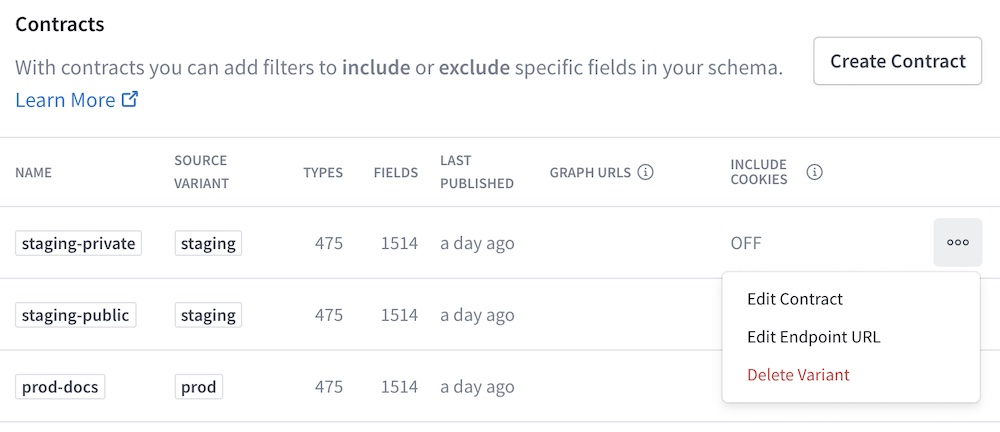 Contracts
With contracts you can add filters to include or exclude specific fields in your schema.
Learn More
Create Contract
NAME SOURCE VARIANT TYPES FIELDS LAST PUBLISHED GRAPH URLS INCLUDE COOKIES
staging-private staging 475 1514 a day ago OFF
staging-public staging 475 1514 a day ago
prod-docs prod 475 1514 a day ago
Edit Contract
Edit Endpoint URL
Delete Variant